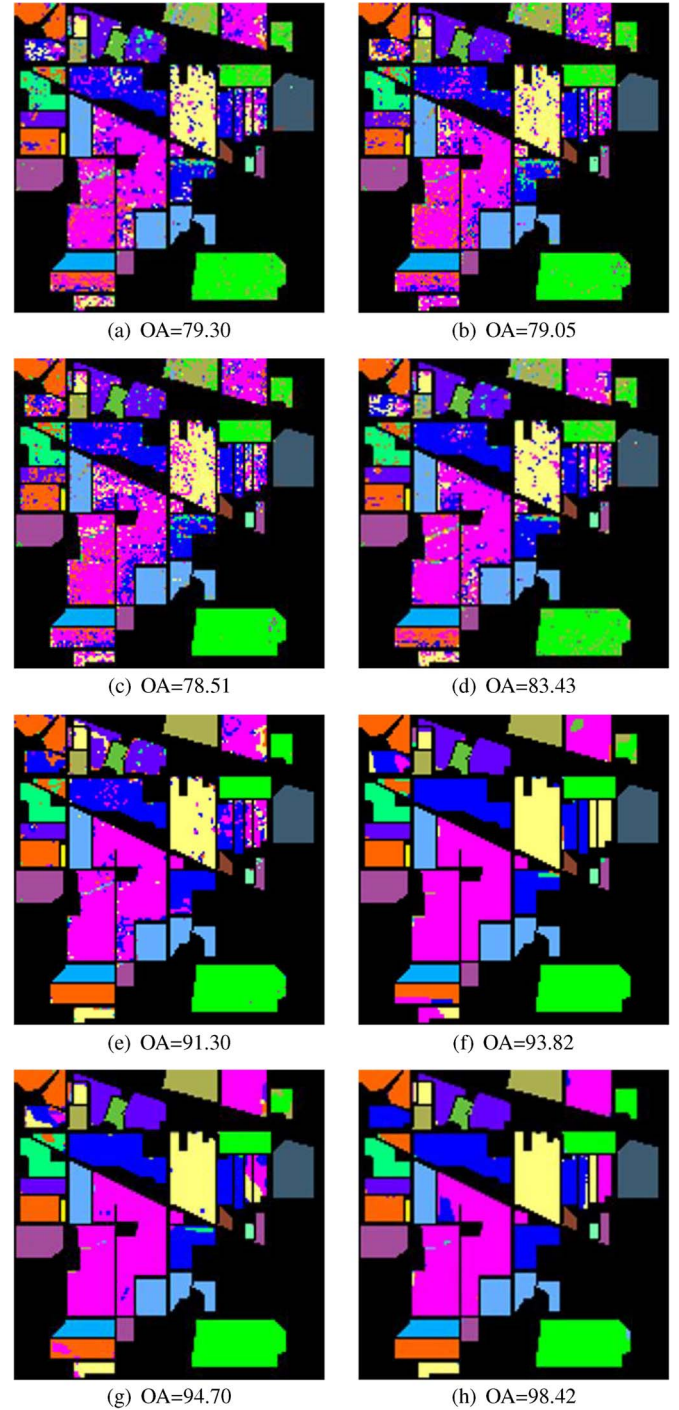 (a) OA=79.30
(b) OA=79.05
(c) OA=78.51
(d) OA=83.43
(e) OA=91.30
(f) OA=93.82
(g) OA=94.70
(h) OA=98.42